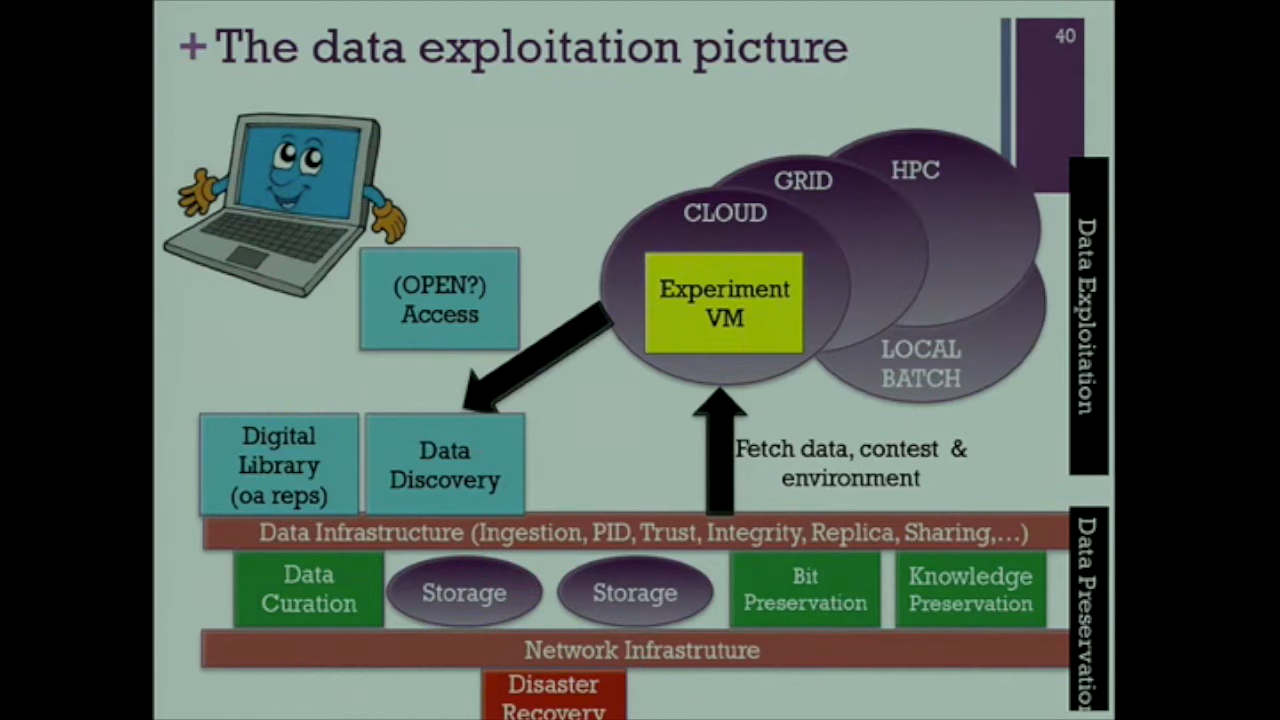 + The data exploitation picture
40
HPC
GRID
CLOUD
Experiment
VM
LOCAL
BATCH
(OPEN?)
Access
Data Exploitation
Digital
Library
(oa reps)
Data
Discovery
Fetch data, contest &
environment
Data Infrastructure (Ingestion, PID, Trust, Integrity, Replica, Sharing,...)
Data
Curation
Storage
Storage
Bit
Preservation
Knowledge
Preservation
Data Preservation
Network Infrastruture
Disaster
Recovery